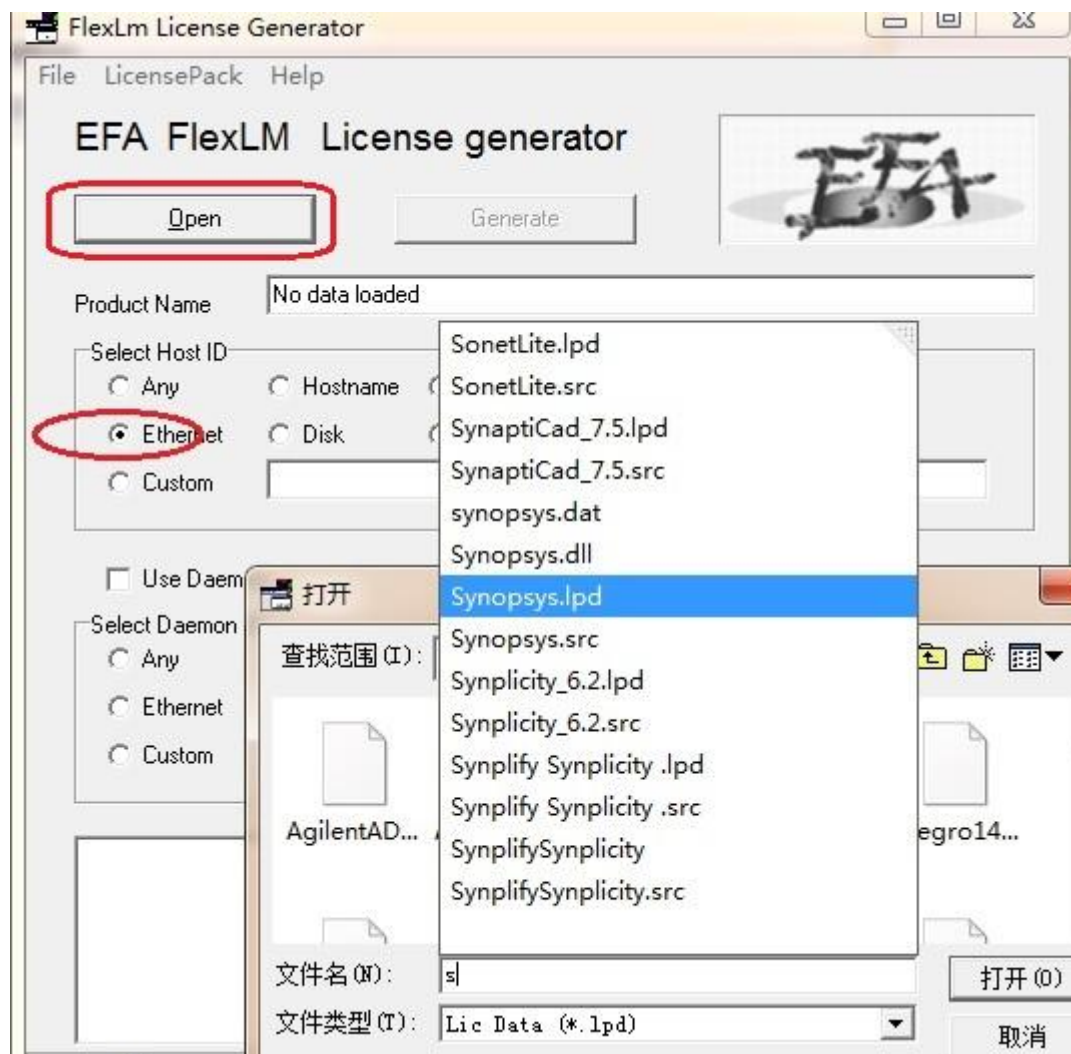 FlexLm License Generator
File LicensePack Help
EFA FlexLM License generator
EFA
Open
Generate
Product Name
No data loaded
Select Host ID
Any
Hostname
Ethernet
Disk
Custom
SonetLite.lpd
SonetLite.src
SynaptiCad_7.5.lpd
SynaptiCad_7.5.src
synopsys.dat
Synopsys.dll
Synopsys.lpd
Synopsys.src
Synplicity_6.2.lpd
Synplicity_6.2.src
Synplify Synplicity .lpd
Synplify Synplicity .src
SynplifySynplicity
SynplifySynplicity.src
Use Daem
Select Daemon
Any
Ethernet
Custom
打开
查找范围(I):
AgilentAD...
egro14...
文件名(N):
s
打开(O)
文件类型(T):
Lic Data (*.lpd)
取消